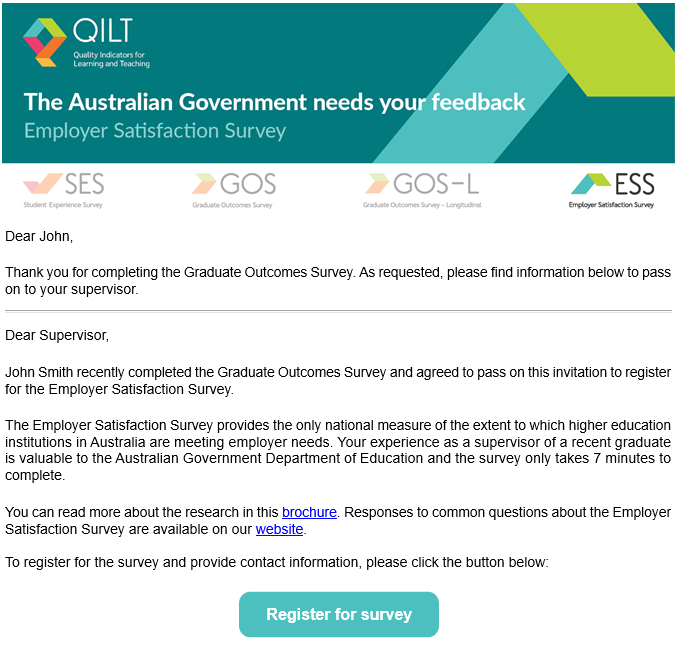 QILT
Quality Indicators for
Learning and Teaching
The Australian Government needs your feedback
Employer Satisfaction Survey
SES
Student Experience Survey
GOS
Graduate Outcomes Survey
GOS-L
Graduate Outcomes Survey – Longitudinal
ESS
Employer Satisfaction Survey
Dear John,
Thank you for completing the Graduate Outcomes Survey. As requested, please find information below to pass
on to your supervisor.
Dear Supervisor,
John Smith recently completed the Graduate Outcomes Survey and agreed to pass on this invitation to register
for the Employer Satisfaction Survey.
The Employer Satisfaction Survey provides the only national measure of the extent to which higher education
institutions in Australia are meeting employer needs. Your experience as a supervisor of a recent graduate
is valuable to the Australian Government Department of Education and the survey only takes 7 minutes to
complete.
You can read more about the research in this brochure. Responses to common questions about the Employer
Satisfaction Survey are available on our website.
To register for the survey and provide contact information, please click the button below:
Register for survey